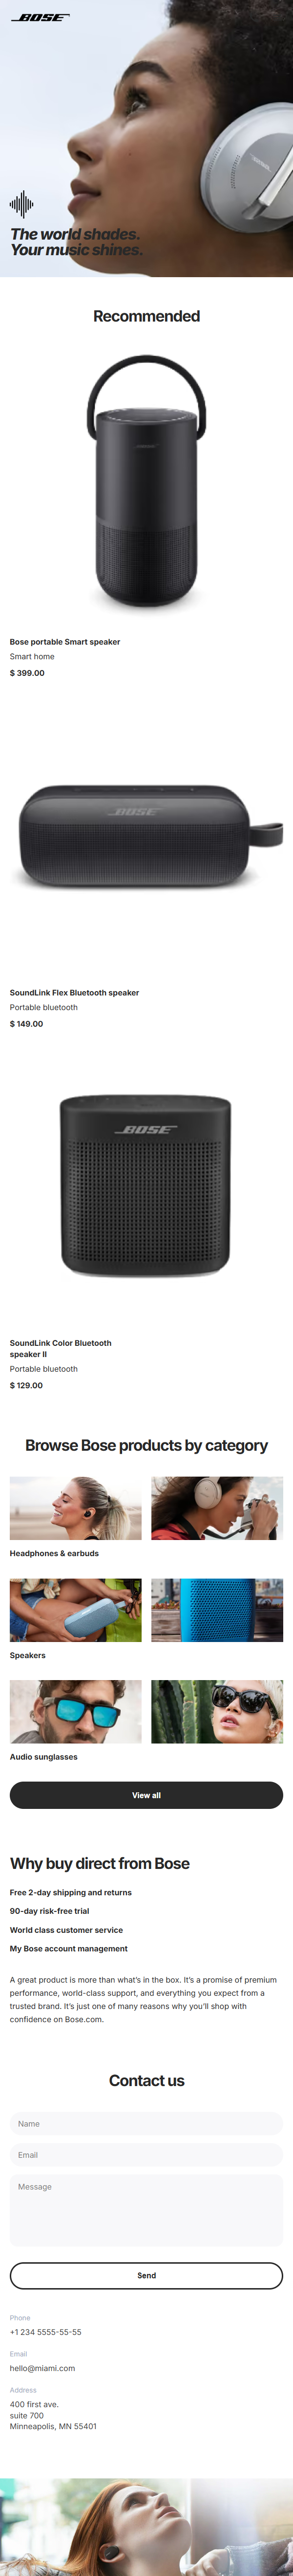 BOSE
The world shades.
Your music shines.
Recommended
Bose portable Smart speaker
Smart home
$ 399.00
BOSE
SoundLink Flex Bluetooth speaker
Portable bluetooth
$ 149.00
BOSE
SoundLink Color Bluetooth
speaker II
Portable bluetooth
$ 129.00
Browse Bose products by category
Headphones & earbuds
Speakers
Audio sunglasses
View all
Why buy direct from Bose
Free 2-day shipping and returns
90-day risk-free trial
World class customer service
My Bose account management
A great product is more than what’s in the box. It’s a promise of premium
performance, world-class support, and everything you expect from a
trusted brand. It’s just one of many reasons why you’ll shop with
confidence on Bose.com.
Contact us
Name
Email
Message
Send
Phone
+1 234 5555-55-55
Email
hello@miami.com
Address
400 first ave.
suite 700
Minneapolis, MN 55401